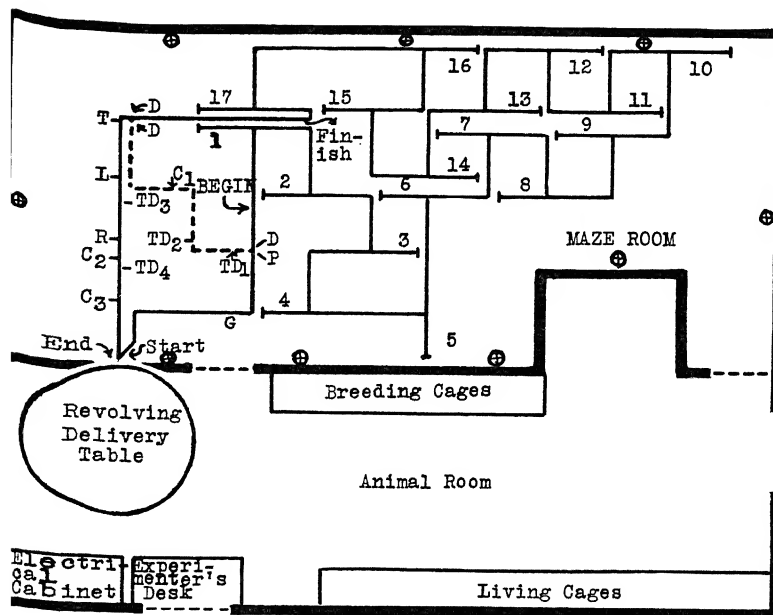 16
12
10
17
15
13
11
D
T
D
1
Fin-
ish
7
9
L
C1
BEGIN
2
14
6
8
TD3
R
TD2
D
3
MAZE ROOM
C2
TD1
P
TD4
C3
G
4
End
Start
5
Breeding Cages
Revolving
Delivery
Table
Animal Room
Electri-
cal
Cabinet
Experi-
menter's
Desk
Living Cages